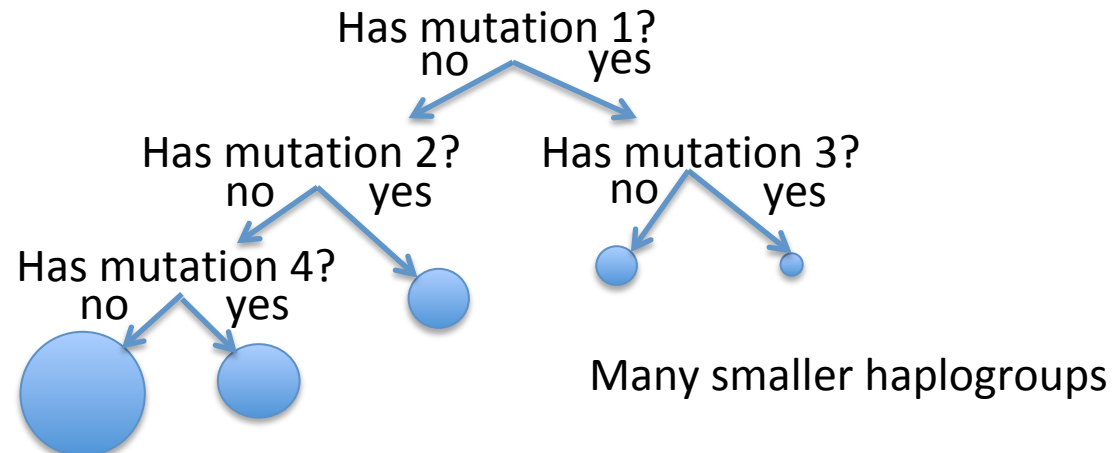 Has mutation 1?
no yes
Has mutation 2? Has mutation 3?
no yes no yes
Has mutation 4?
no yes
Many smaller haplogroups